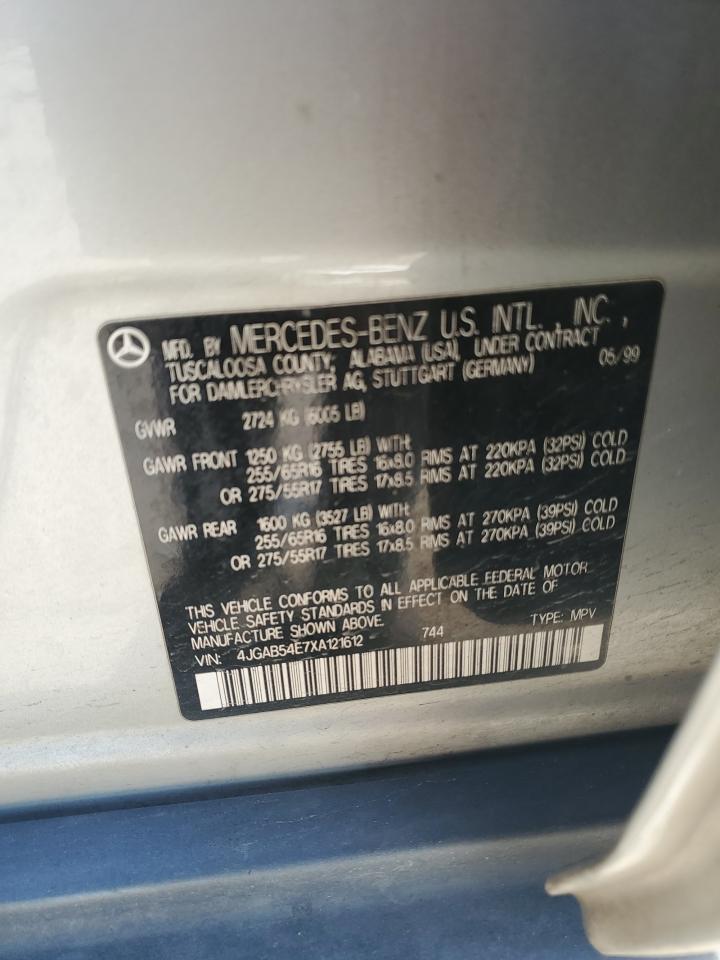 MFD. BY MERCEDES-BENZ U.S. INTL., INC.,
TUSCALOOSA COUNTY, ALABAMA (USA), UNDER CONTRACT
FOR DAIMLERCHRYSLER AG, STUTTGART (GERMANY) 05/99
GVWR 2724 KG (6005 LB)
GAWR FRONT 1250 KG (2755 LB) WITH
255/65R16 TIRES 16x8.0 RIMS AT 220KPA (32PSI) COLD
OR 275/55R17 TIRES 17x8.5 RIMS AT 220KPA (32PSI) COLD
GAWR REAR 1600 KG (3527 LB) WITH
255/65R16 TIRES 16x8.0 RIMS AT 270KPA (39PSI) COLD
OR 275/55R17 TIRES 17x8.5 RIMS AT 270KPA (39PSI) COLD
THIS VEHICLE CONFORMS TO ALL APPLICABLE FEDERAL MOTOR
VEHICLE SAFETY STANDARDS IN EFFECT ON THE DATE OF
MANUFACTURE SHOWN ABOVE.
VIN: 4JGAB54E7XA121612 744 TYPE: MPV